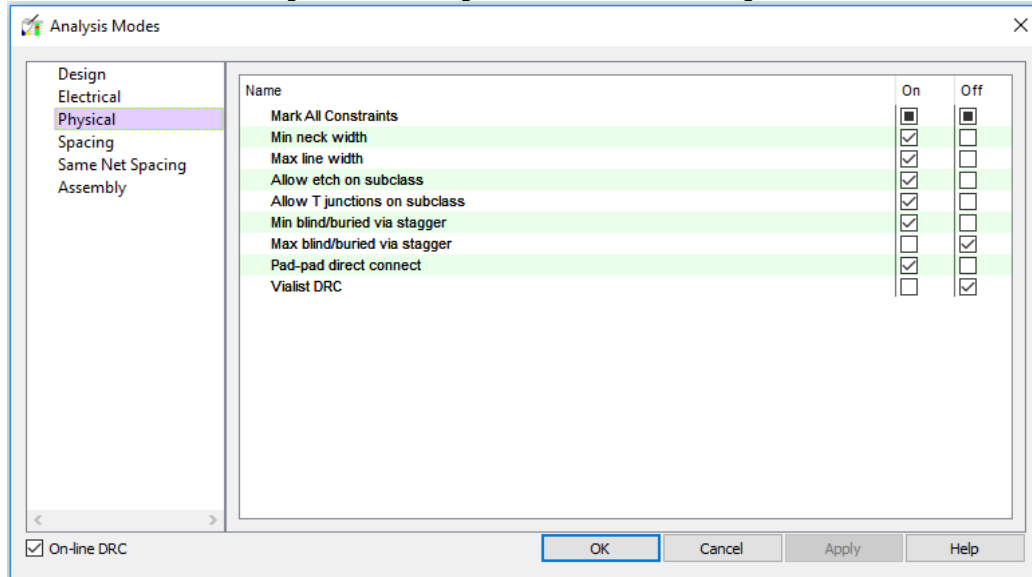 Analysis Modes
Design
Electrical
Physical
Spacing
Same Net Spacing
Assembly
Name On Off
Mark All Constraints
Min neck width
Max line width
Allow etch on subclass
Allow T junctions on subclass
Min blind/buried via stagger
Max blind/buried via stagger
Pad-pad direct connect
Vialist DRC
On-line DRC
OK Cancel Apply Help